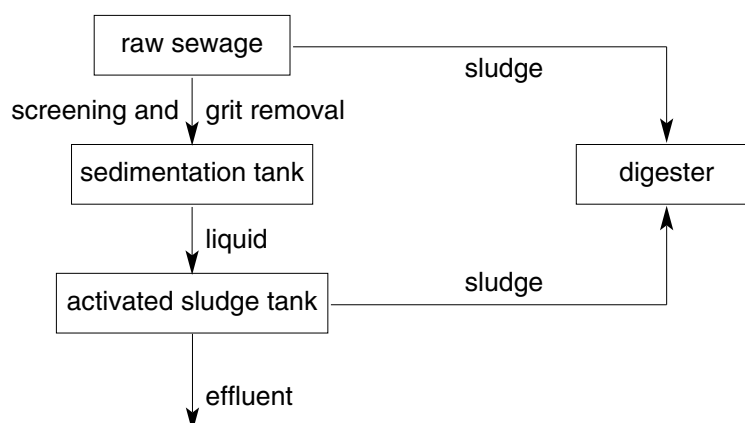 raw sewage
sludge
screening and grit removal
sedimentation tank
digester
liquid
activated sludge tank
sludge
effluent